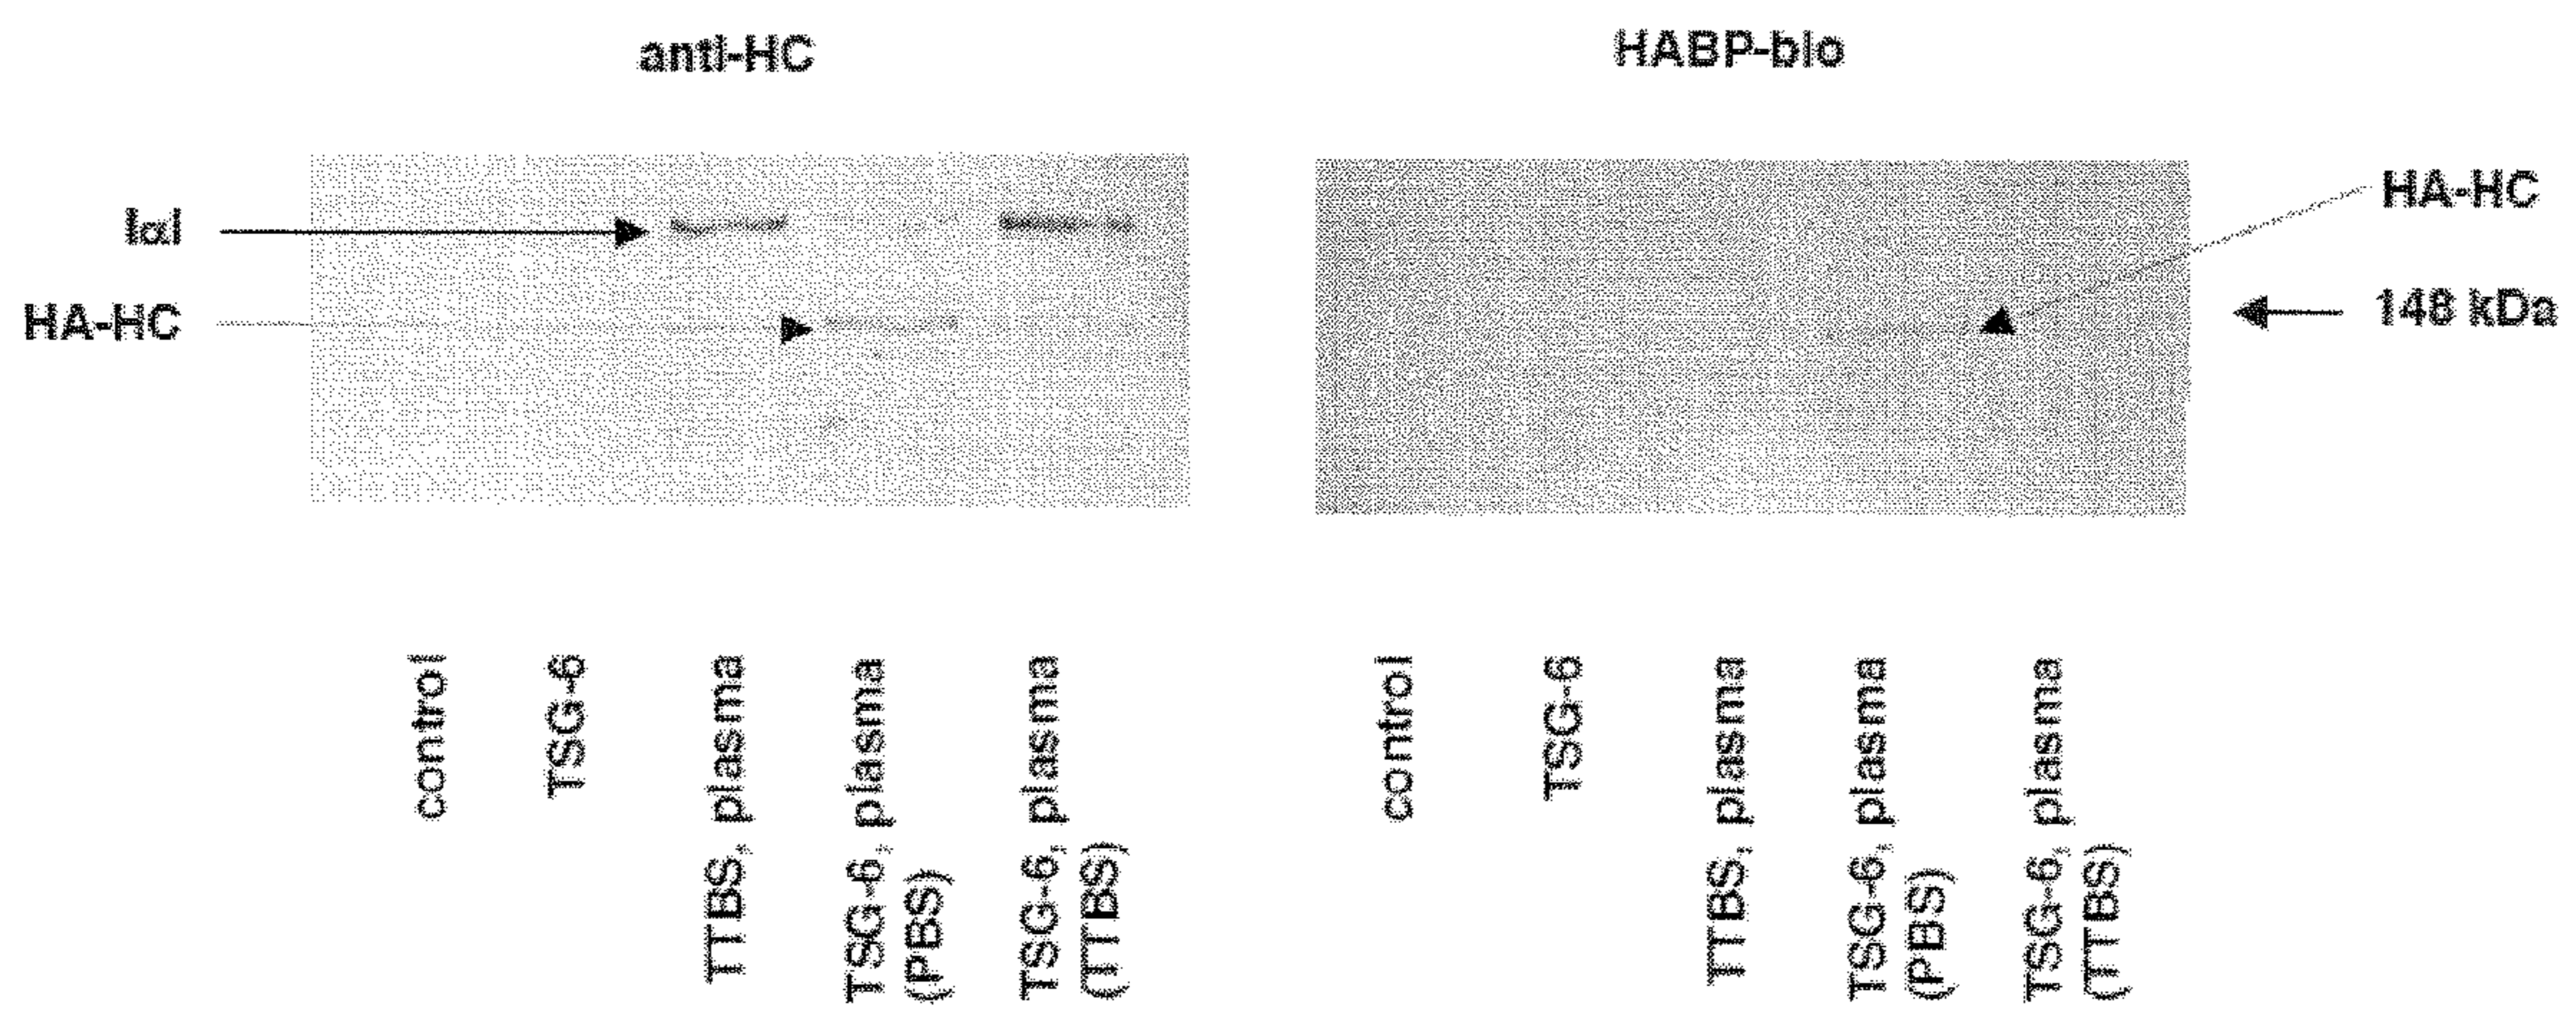 anti-HC
HABP-bio
IαI
HA-HC
HA-HC
148 kDa
control
TSG-6
TTBS, plasma
TSG-6, plasma
(PBS)
TSG-6, plasma
(TTBS)
control
TSG-6
TTBS, plasma
TSG-6, plasma
(PBS)
TSG-6, plasma
(TTBS)